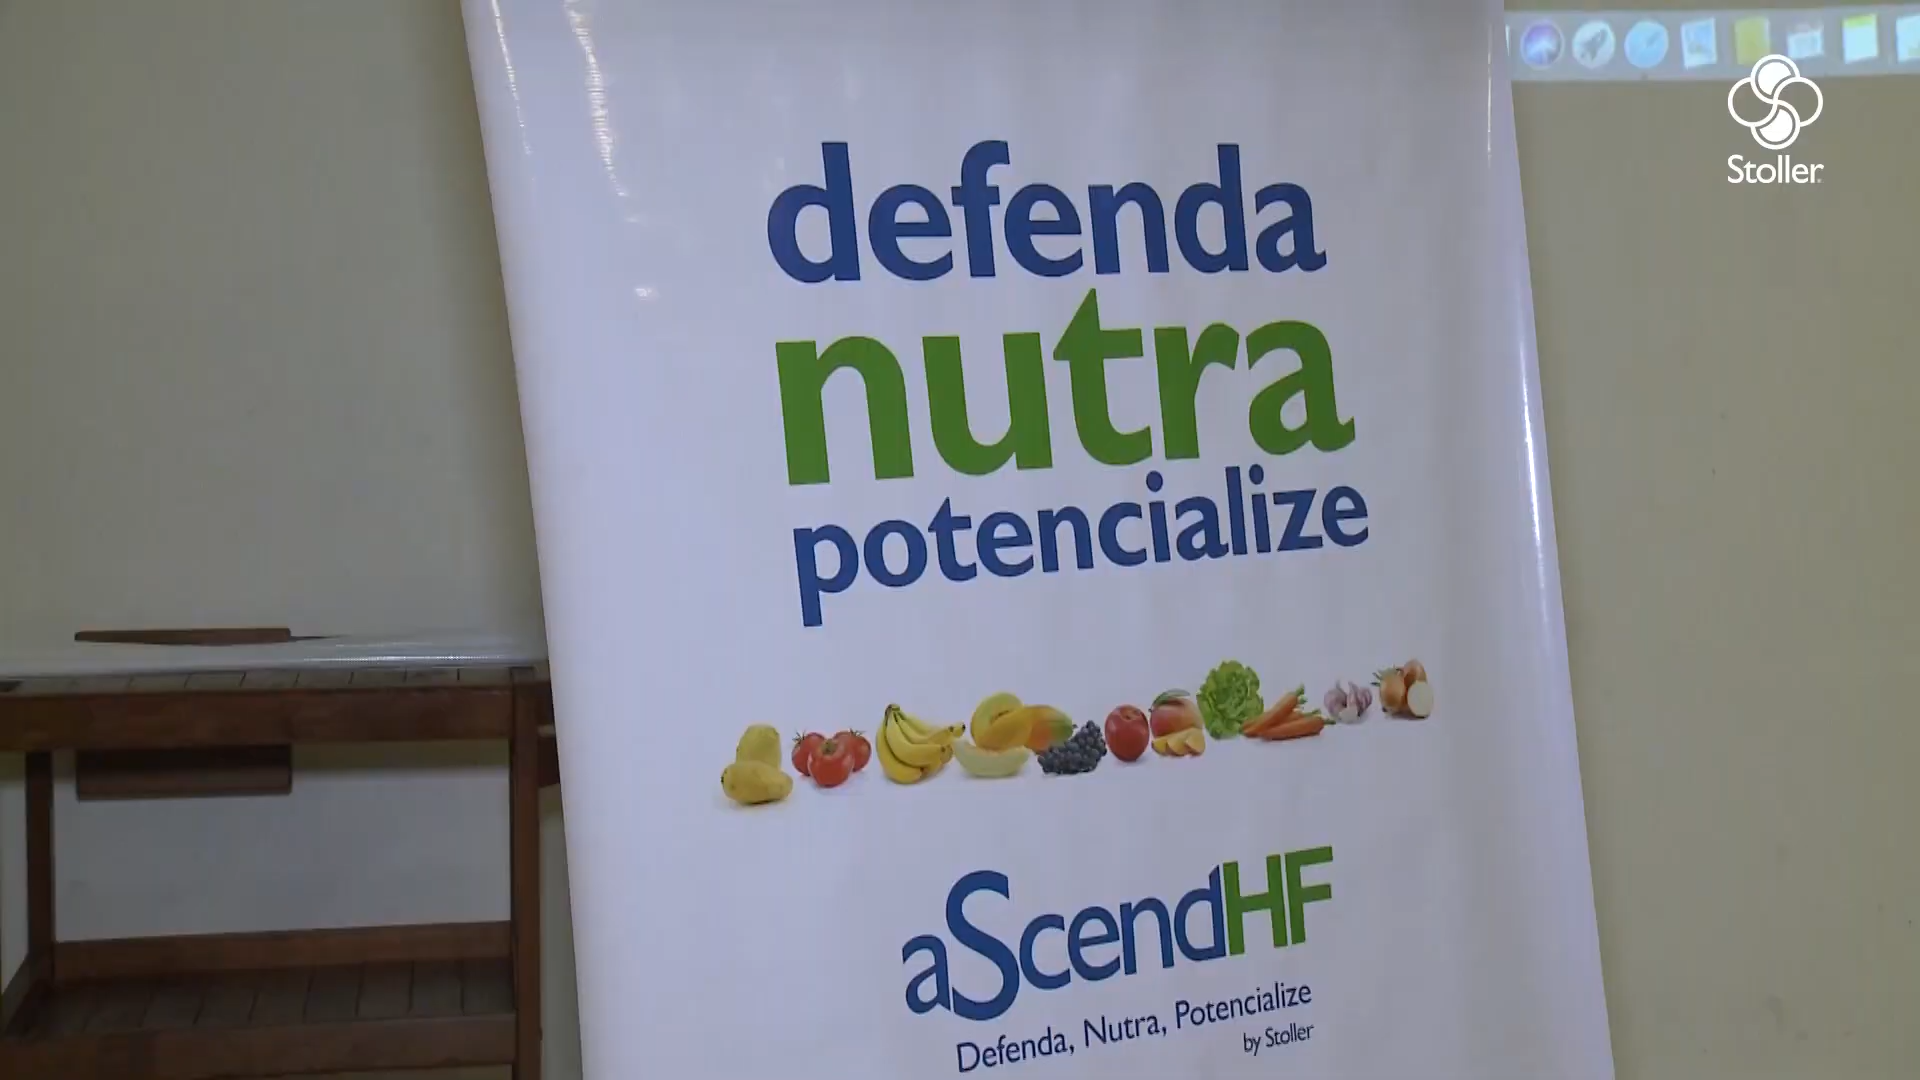 Stoller
defenda
nutra
potencialize
aScendHF
Defenda, Nutra, Potencialize
by Stoller